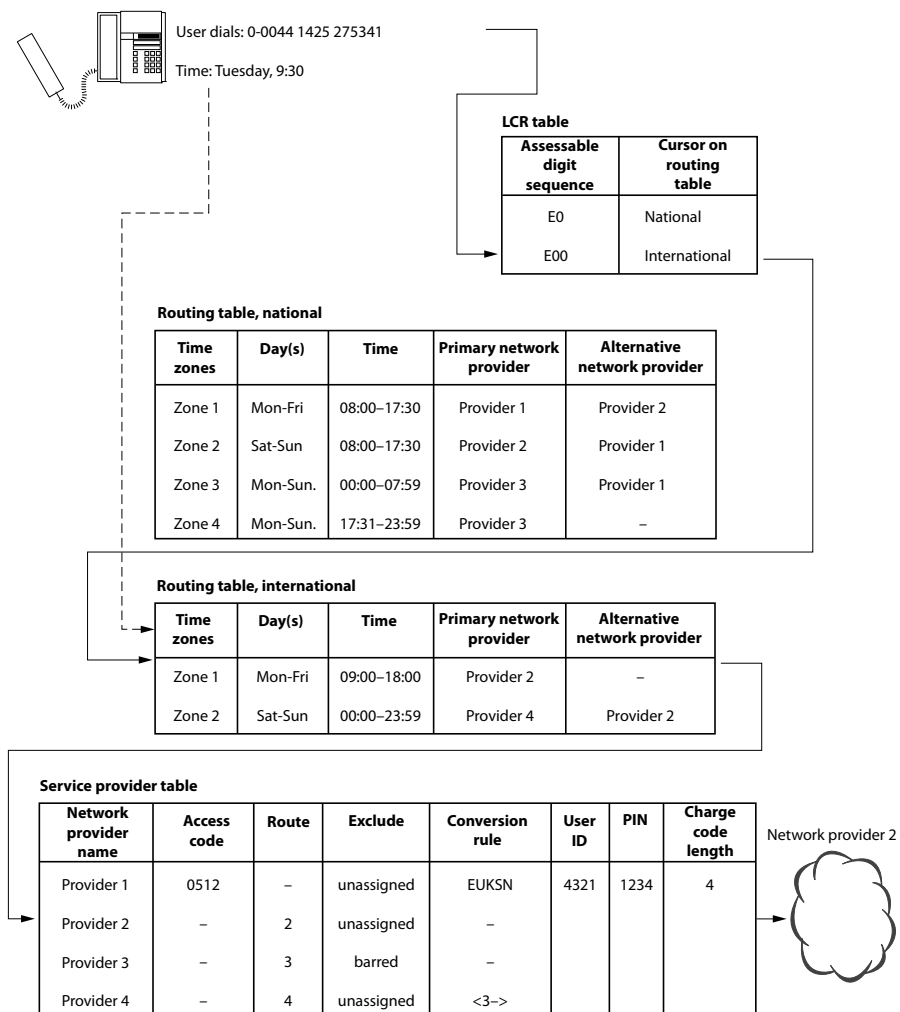 User dials: 0-0044 1425 275341
Time: Tuesday, 9:30
LCR table
Assessable digit sequence Cursor on routing table
E0 National
E00 International
Routing table, national
Time zones Day(s) Time Primary network provider Alternative network provider
Zone 1 Mon-Fri 08:00–17:30 Provider 1 Provider 2
Zone 2 Sat-Sun 08:00–17:30 Provider 2 Provider 1
Zone 3 Mon-Sun. 00:00–07:59 Provider 3 Provider 1
Zone 4 Mon-Sun. 17:31–23:59 Provider 3 –
Routing table, international
Time zones Day(s) Time Primary network provider Alternative network provider
Zone 1 Mon-Fri 09:00–18:00 Provider 2 –
Zone 2 Sat-Sun 00:00–23:59 Provider 4 Provider 2
Service provider table
Network provider name Access code Route Exclude Conversion rule User ID PIN Charge code length
Provider 1 0512 – unassigned EUKSN 4321 1234 4
Provider 2 – 2 unassigned –
Provider 3 – 3 barred –
Provider 4 – 4 unassigned <3–>
Network provider 2